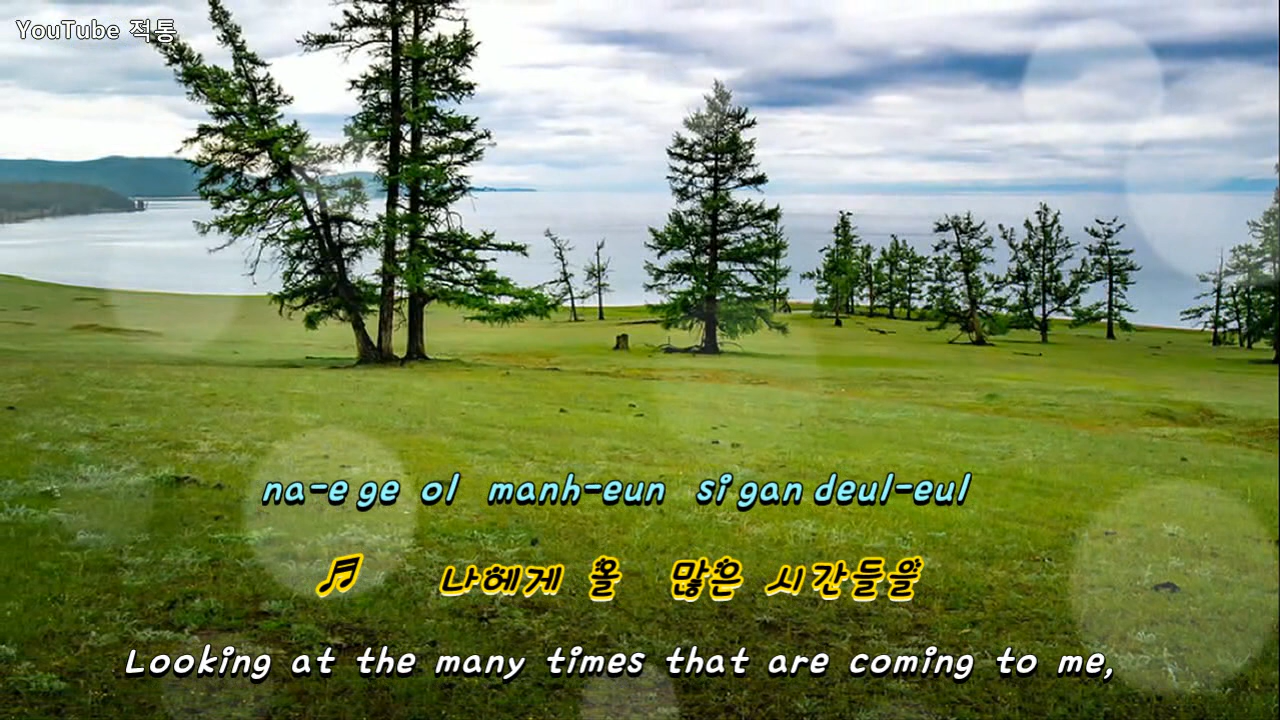 YouTube 적통
na-e ge ol manh-eun si gan deul-eul
♬ 나에게 올 많은 시간들을
Looking at the many times that are coming to me,